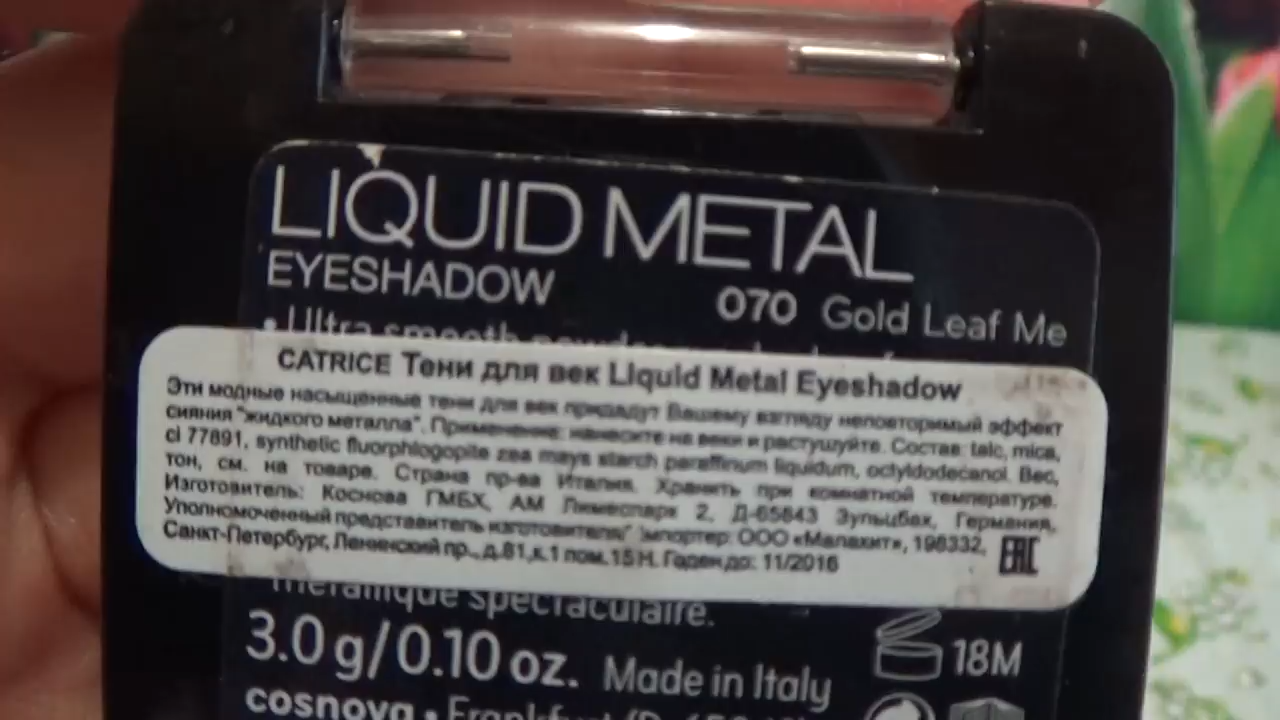 LIQUID METAL
EYESHADOW
070 Gold Leaf Me
• Ultra smooth
CATRICE Тени для век Liquid Metal Eyeshadow
Эти модные насыщенные тени для век придадут Вашему взгляду неповторимый эффект
сияния "жидкого металла". Применение: нанесите на веки и растушуйте. Состав: talc, mica,
ci 77891, synthetic fluorphlogopite zea mays starch paraffinum liquidum, octyldodecanol. Вес,
тон, см. на товаре. Страна пр-ва Италия. Хранить при комнатной температуре.
Изготовитель: Коснова ГМБХ, АМ Лимеспарк 2, Д-65843 Зульцбах, Германия,
Уполномоченный представитель изготовителя/ ООО «Малахит», 198332,
Санкт-Петербург, Ленинский пр., д.81,к.1 пом.15 Н. Годен до: 11/2016
EAC
métallique spectaculaire.
3.0 g/0.10 oz. Made in Italy
18M
cosnova • Frankfurt